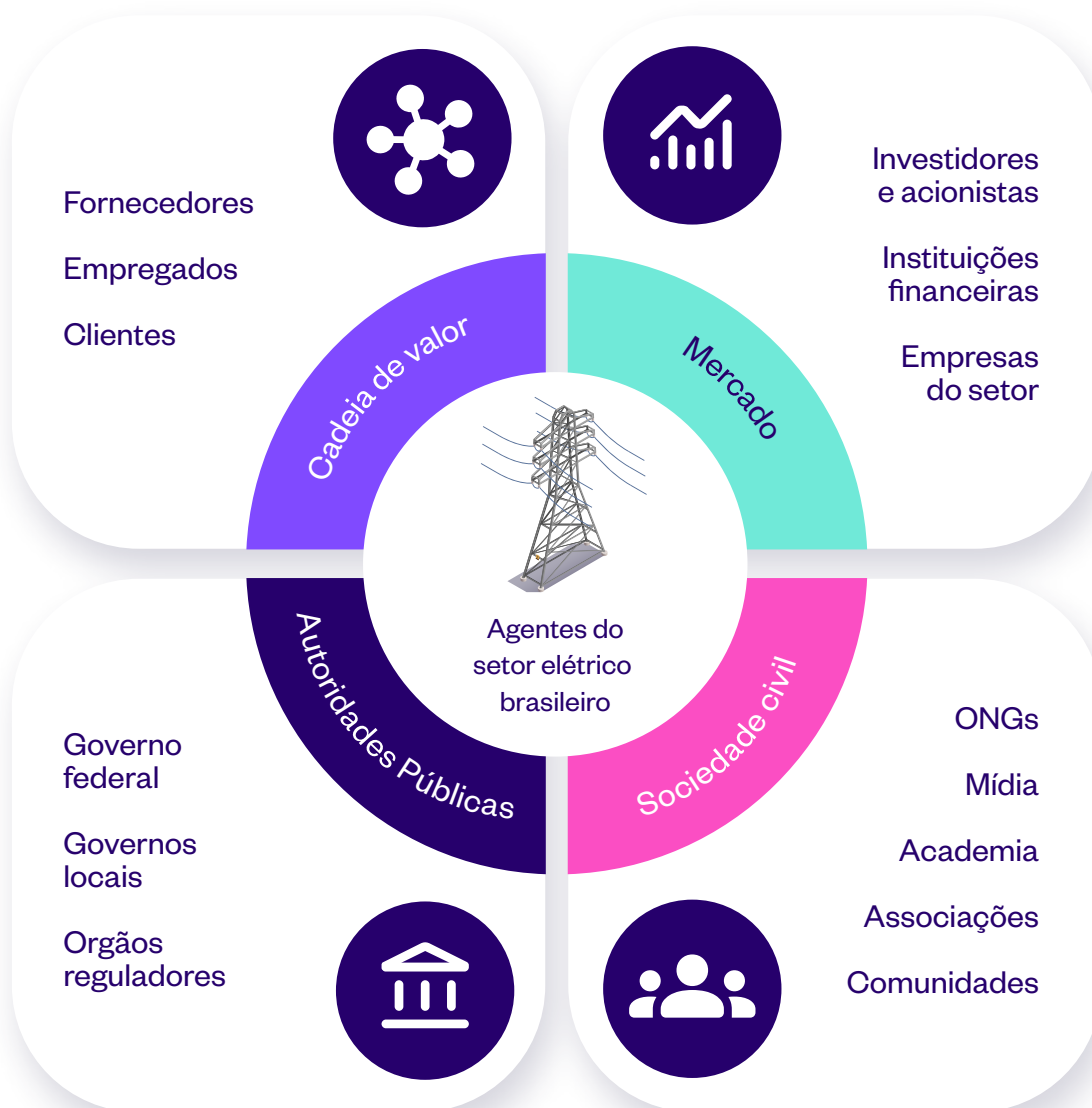 Fornecedores
Empregados
Clientes
Cadeia de valor
Investidores
e acionistas
Instituições
financeiras
Empresas
do setor
Mercado
Agentes do
setor elétrico
brasileiro
Autoridades Públicas
Governo
federal
Governos
locais
Orgãos
reguladores
Sociedade civil
ONGs
Mídia
Academia
Associações
Comunidades